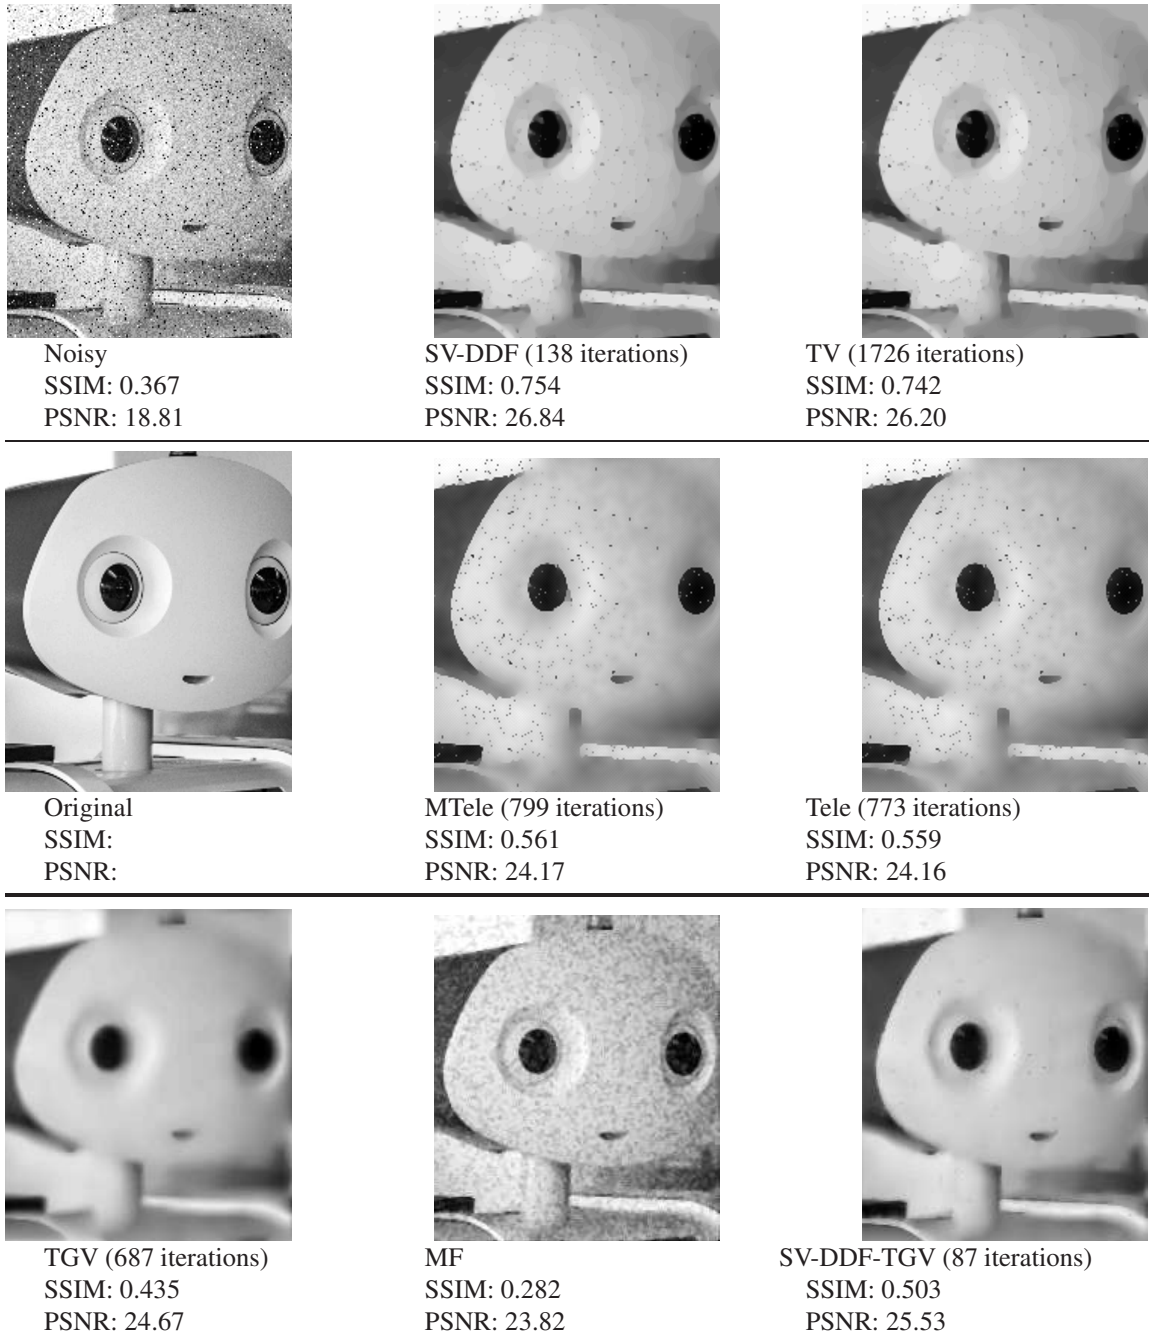 Noisy
SSIM: 0.367
PSNR: 18.81
SV-DDF (138 iterations)
SSIM: 0.754
PSNR: 26.84
TV (1726 iterations)
SSIM: 0.742
PSNR: 26.20
Original
SSIM:
PSNR:
MTele (799 iterations)
SSIM: 0.561
PSNR: 24.17
Tele (773 iterations)
SSIM: 0.559
PSNR: 24.16
TGV (687 iterations)
SSIM: 0.435
PSNR: 24.67
MF
SSIM: 0.282
PSNR: 23.82
SV-DDF-TGV (87 iterations)
SSIM: 0.503
PSNR: 25.53